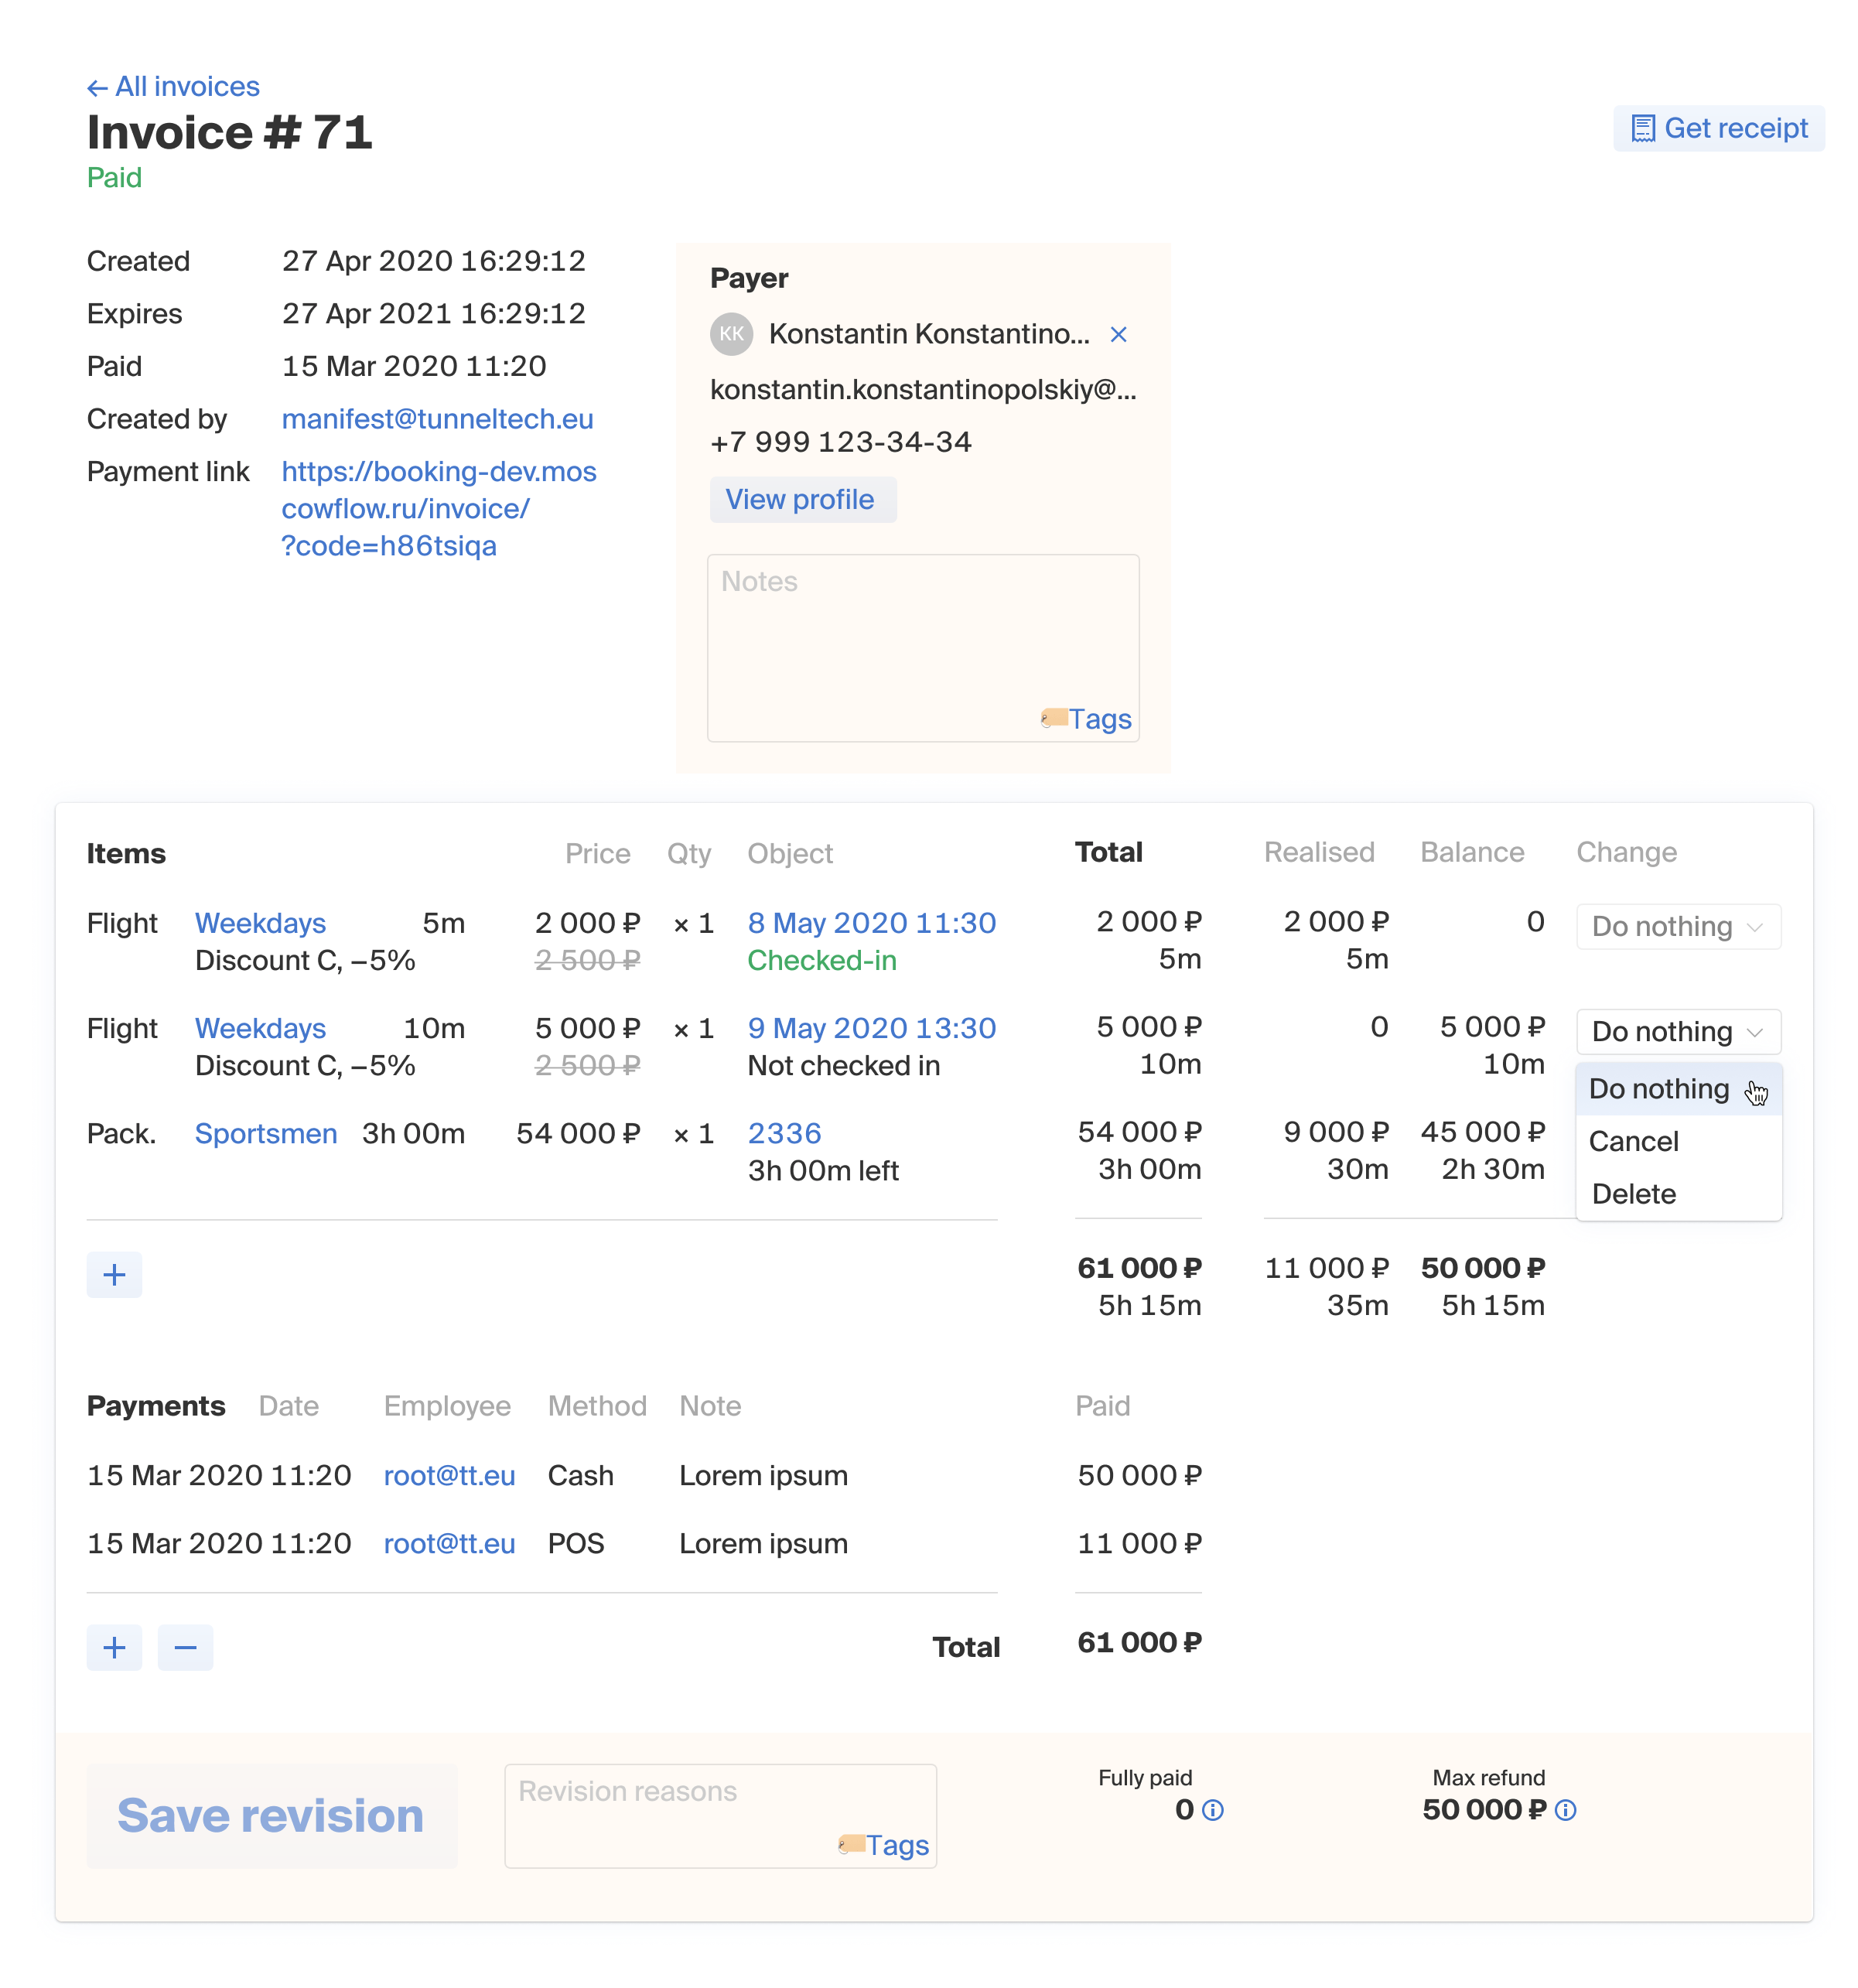 ← All invoices
Invoice # 71
Get receipt
Paid
Created 27 Apr 2020 16:29:12
Expires 27 Apr 2021 16:29:12
Paid 15 Mar 2020 11:20
Created by manifest@tunneltech.eu
Payment link https://booking-dev.mos
cowflow.ru/invoice/
?code=h86tsiqa
Payer
KK Konstantin Konstantino... ×
konstantin.konstantinopolskiy@...
+7 999 123-34-34
View profile
Notes
Tags
Items Price Qty Object Total Realised Balance Change
Flight Weekdays 5m 2 000 ₽ × 1 8 May 2020 11:30 2 000 ₽ 2 000 ₽ 0 Do nothing
Discount C, −5% 2 500 ₽ Checked-in 5m 5m
Flight Weekdays 10m 5 000 ₽ × 1 9 May 2020 13:30 5 000 ₽ 0 5 000 ₽ Do nothing
Discount C, −5% 2 500 ₽ Not checked in 10m 10m
Do nothing
Cancel
Delete
Pack. Sportsmen 3h 00m 54 000 ₽ × 1 2336 54 000 ₽ 9 000 ₽ 45 000 ₽
3h 00m left 3h 00m 30m 2h 30m
+ 61 000 ₽ 11 000 ₽ 50 000 ₽
5h 15m 35m 5h 15m
Payments Date Employee Method Note Paid
15 Mar 2020 11:20 root@tt.eu Cash Lorem ipsum 50 000 ₽
15 Mar 2020 11:20 root@tt.eu POS Lorem ipsum 11 000 ₽
+ − Total 61 000 ₽
Save revision
Revision reasons
Tags
Fully paid
0
Max refund
50 000 ₽